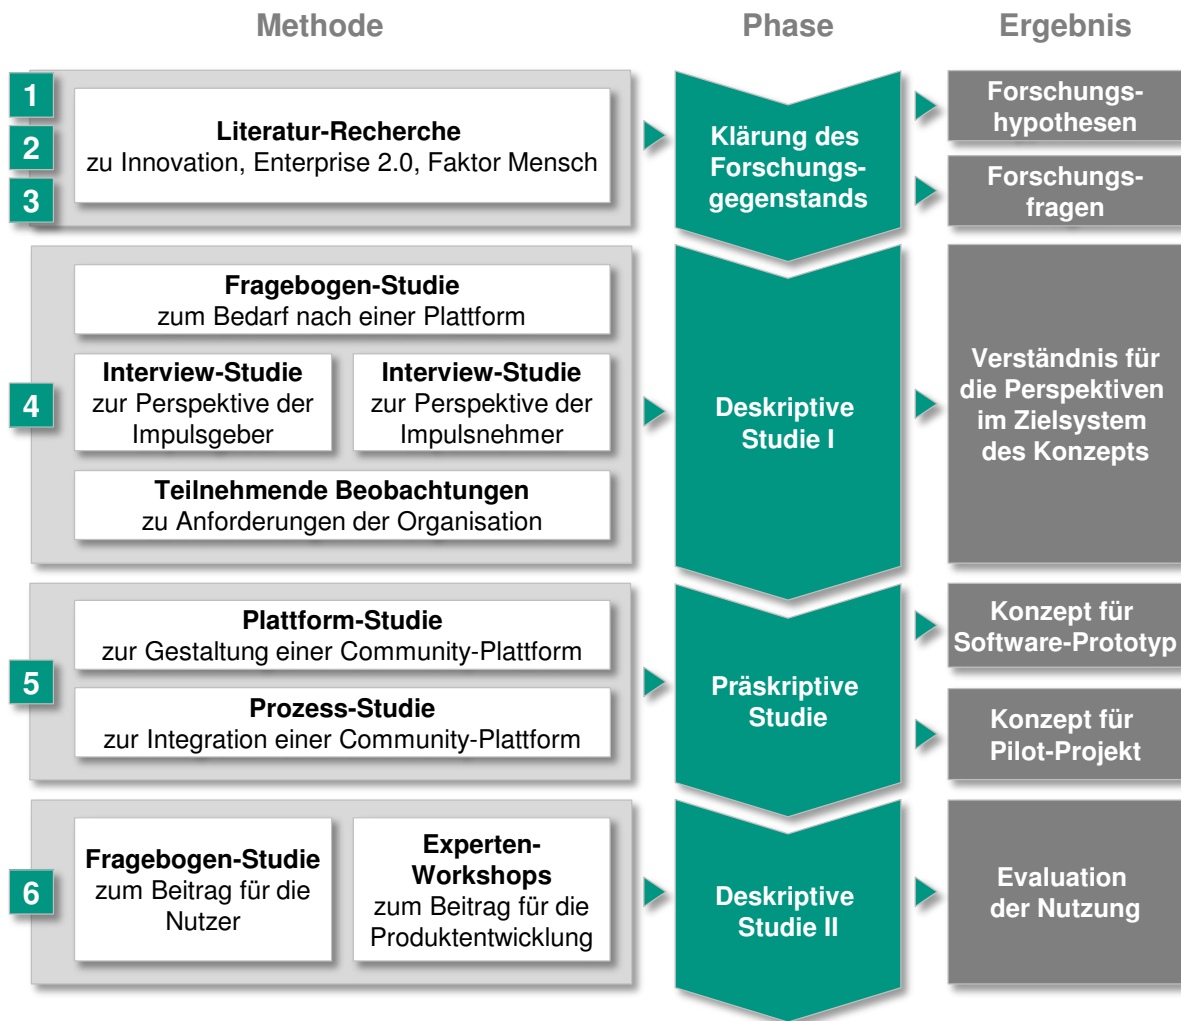 Methode
Phase
Ergebnis
1
2
3
Literatur-Recherche
zu Innovation, Enterprise 2.0, Faktor Mensch
Klärung des
Forschungs-
gegenstands
Forschungs-
hypothesen
Forschungs-
fragen
4
Fragebogen-Studie
zum Bedarf nach einer Plattform
Interview-Studie
zur Perspektive der
Impulsgeber
Interview-Studie
zur Perspektive der
Impulsnehmer
Teilnehmende Beobachtungen
zu Anforderungen der Organisation
Deskriptive
Studie I
Verständnis für
die Perspektiven
im Zielsystem
des Konzepts
5
Plattform-Studie
zur Gestaltung einer Community-Plattform
Prozess-Studie
zur Integration einer Community-Plattform
Präskriptive
Studie
Konzept für
Software-Prototyp
Konzept für
Pilot-Projekt
6
Fragebogen-Studie
zum Beitrag für die
Nutzer
Experten-
Workshops
zum Beitrag für die
Produktentwicklung
Deskriptive
Studie II
Evaluation
der Nutzung